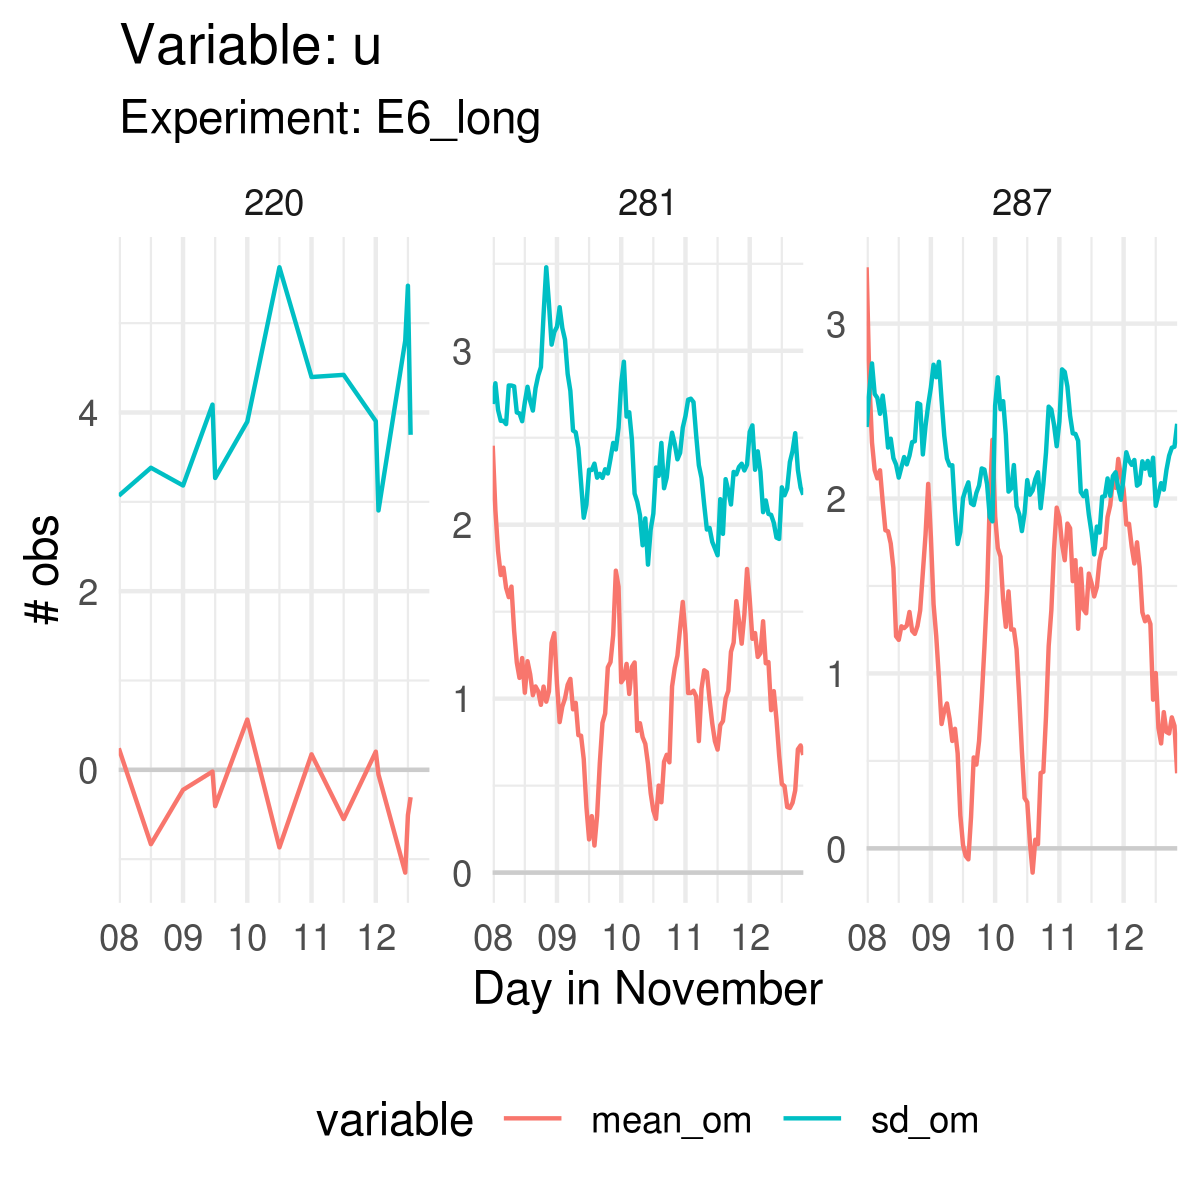 Variable: u
Experiment: E6_long
220 281 287
# obs
4
2
0
3
2
1
0
3
2
1
0
08 09 10 11 12 08 09 10 11 12 08 09 10 11 12
Day in November
variable mean_om sd_om